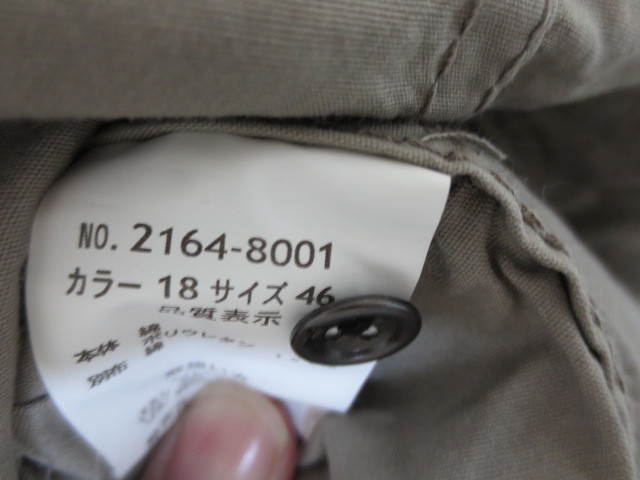 NO. 2164-8001
カラー 18 サイズ 46
品質表示
本体 綿
ポリウレタン
別布 綿